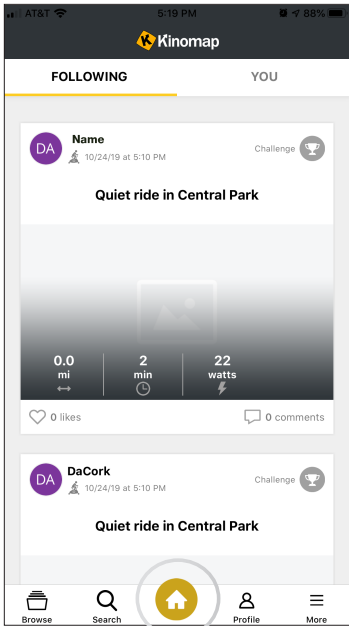 AT&T 5:19 PM 88%
Kinomap
FOLLOWING YOU
DA Name
10/24/19 at 5:10 PM Challenge
Quiet ride in Central Park
0.0 2 22
mi min watts
0 likes 0 comments
DA DaCork
10/24/19 at 5:10 PM Challenge
Quiet ride in Central Park
Browse Search Profile More